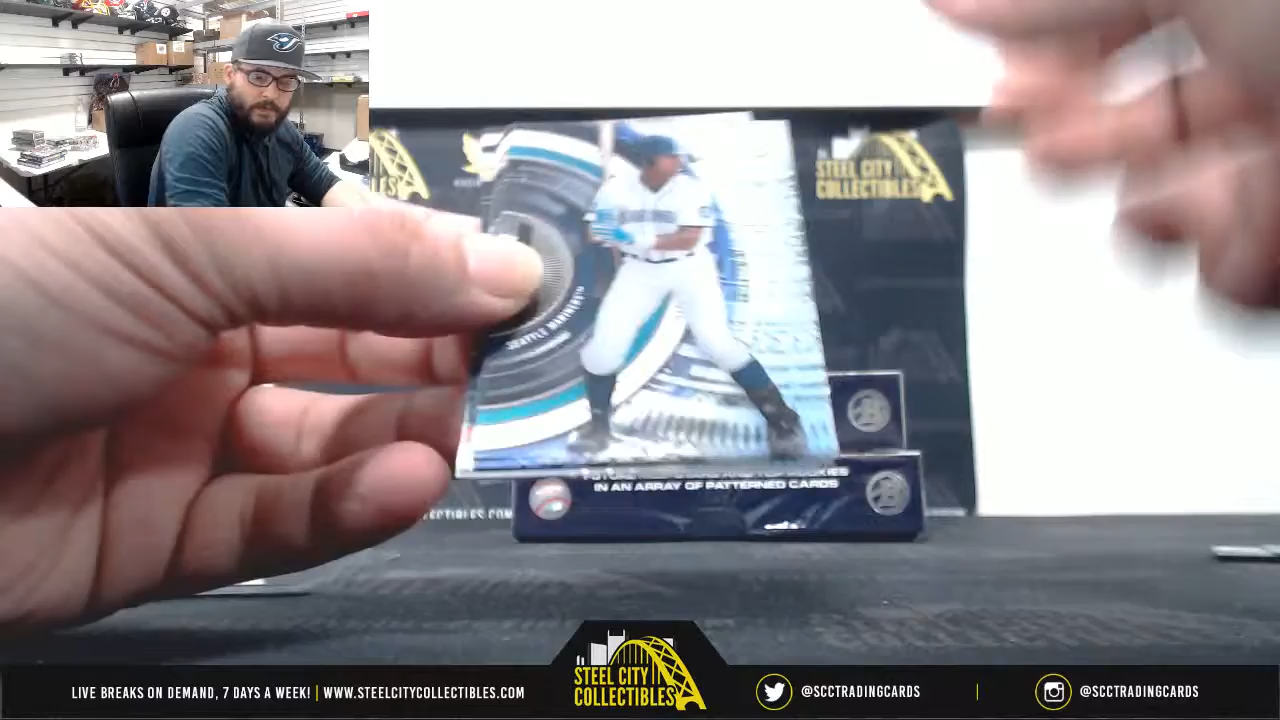 STEEL CITY
COLLECTIBLES
SEATTLE MARINERS
IN AN ARRAY OF PATTERNED CARDS
STEEL CITY
COLLECTIBLES
LIVE BREAKS ON DEMAND, 7 DAYS A WEEK! | WWW.STEELCITYCOLLECTIBLES.COM
@SCCTRADINGCARDS | @SCCTRADINGCARDS